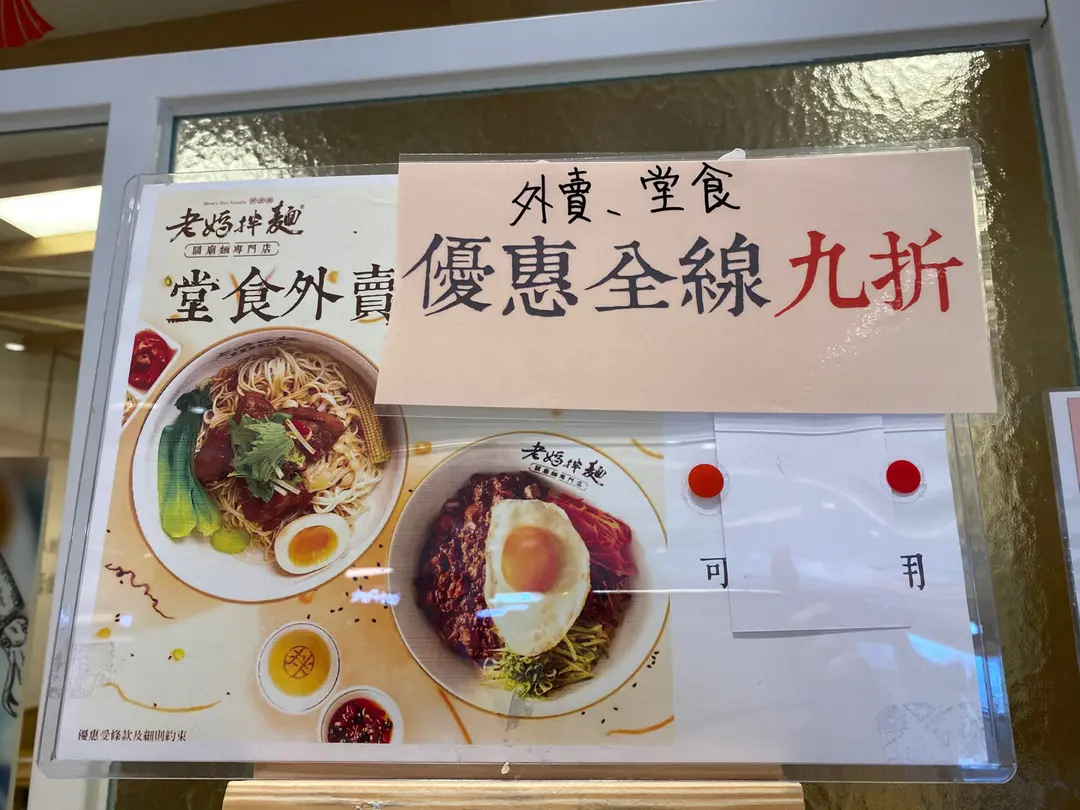 外賣、堂食
優惠全線九折
老媽拌麵
關廟麵專門店
堂食外賣
老媽拌麵
關廟麵專門店
可
用
優惠受條款及細則約束